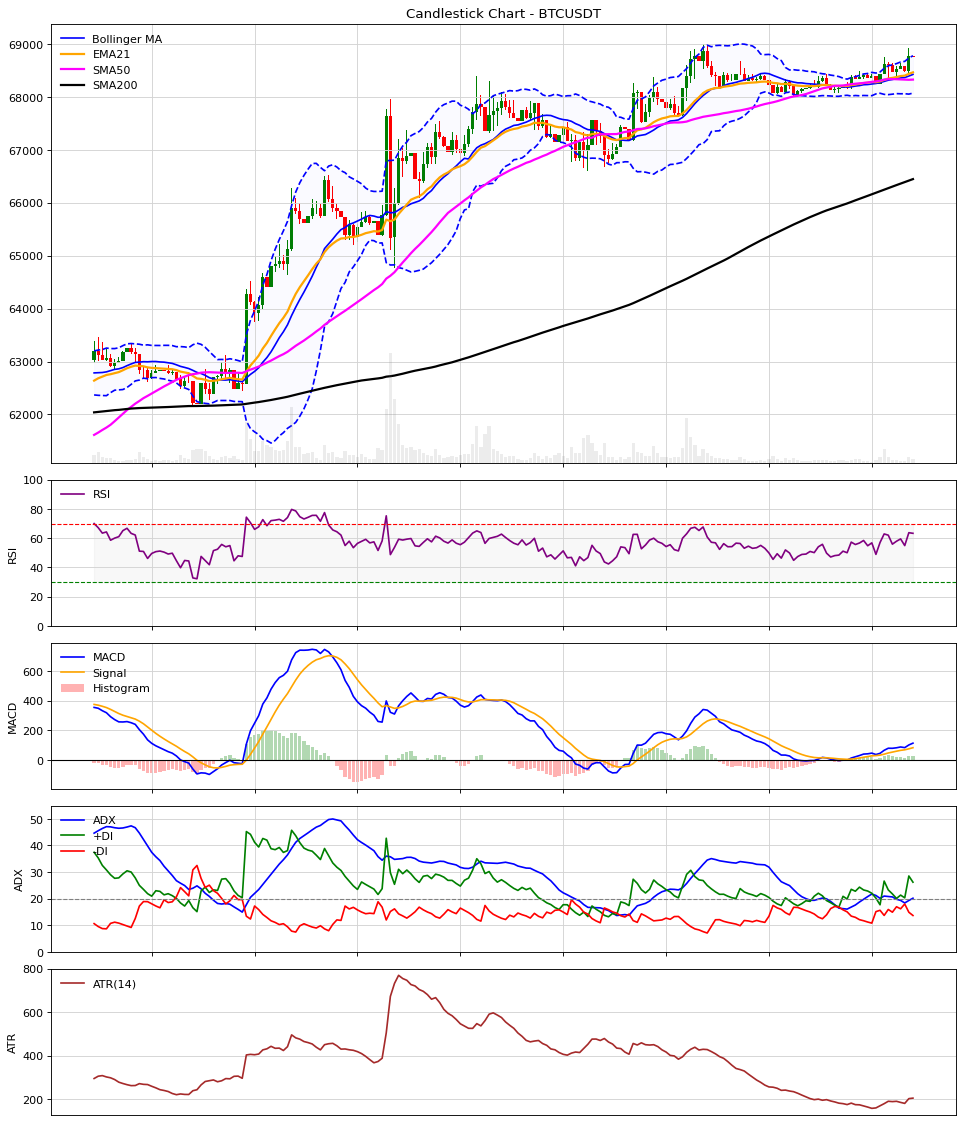 Candlestick Chart - BTCUSDT
Bollinger MA
EMA21
SMA50
SMA200
69000
68000
67000
66000
65000
64000
63000
62000
RSI
100
80
60
40
20
0
RSI
MACD
Signal
Histogram
600
400
200
0
MACD
ADX
+DI
-DI
50
40
30
20
10
0
ADX
ATR(14)
800
600
400
200
ATR